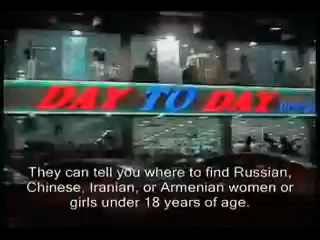 DAY TO DAY
They can tell you where to find Russian,
Chinese, Iranian, or Armenian women or
girls under 18 years of age.